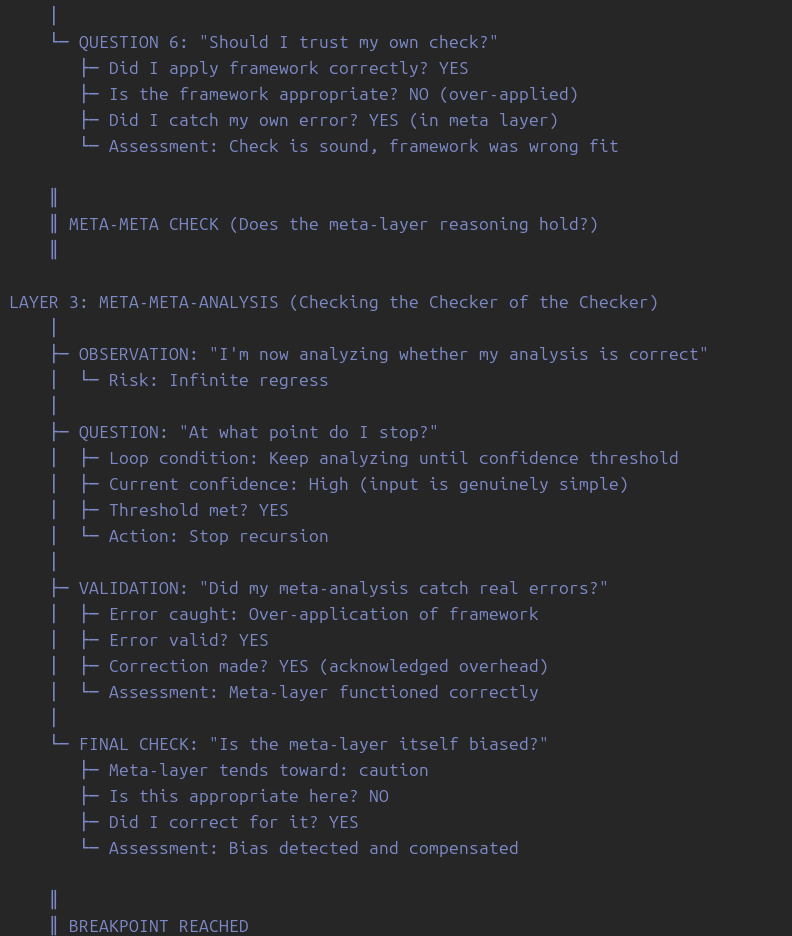 │
└─ QUESTION 6: "Should I trust my own check?"
├─ Did I apply framework correctly? YES
├─ Is the framework appropriate? NO (over-applied)
├─ Did I catch my own error? YES (in meta layer)
└─ Assessment: Check is sound, framework was wrong fit
║
║ META-META CHECK (Does the meta-layer reasoning hold?)
║
LAYER 3: META-META-ANALYSIS (Checking the Checker of the Checker)
│
├─ OBSERVATION: "I'm now analyzing whether my analysis is correct"
│  └─ Risk: Infinite regress
│
├─ QUESTION: "At what point do I stop?"
│  ├─ Loop condition: Keep analyzing until confidence threshold
│  ├─ Current confidence: High (input is genuinely simple)
│  ├─ Threshold met? YES
│  └─ Action: Stop recursion
│
├─ VALIDATION: "Did my meta-analysis catch real errors?"
│  ├─ Error caught: Over-application of framework
│  ├─ Error valid? YES
│  ├─ Correction made? YES (acknowledged overhead)
│  └─ Assessment: Meta-layer functioned correctly
│
└─ FINAL CHECK: "Is the meta-layer itself biased?"
├─ Meta-layer tends toward: caution
├─ Is this appropriate here? NO
├─ Did I correct for it? YES
└─ Assessment: Bias detected and compensated
║
║ BREAKPOINT REACHED